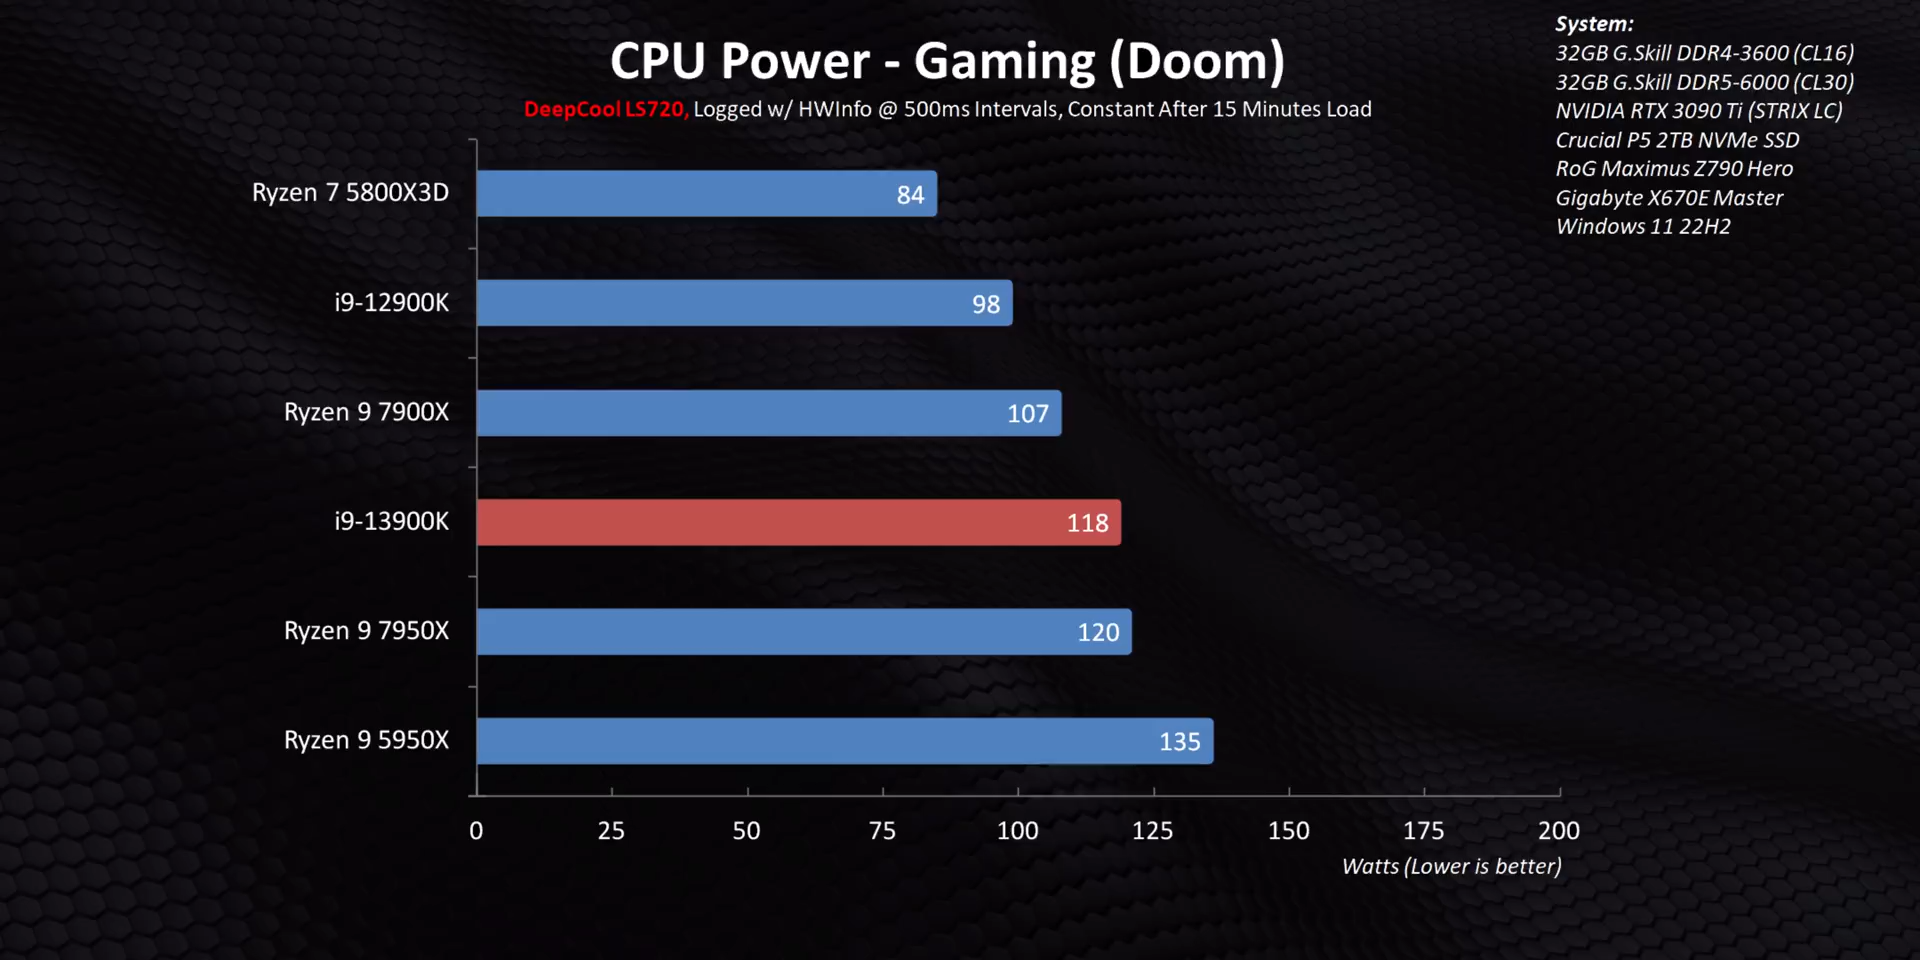 CPU Power - Gaming (Doom)
DeepCool LS720, Logged w/ HWInfo @ 500ms Intervals, Constant After 15 Minutes Load
System:
32GB G.Skill DDR4-3600 (CL16)
32GB G.Skill DDR5-6000 (CL30)
NVIDIA RTX 3090 Ti (STRIX LC)
Crucial P5 2TB NVMe SSD
RoG Maximus Z790 Hero
Gigabyte X670E Master
Windows 11 22H2
Ryzen 7 5800X3D 84
i9-12900K 98
Ryzen 9 7900X 107
i9-13900K 118
Ryzen 9 7950X 120
Ryzen 9 5950X 135
0 25 50 75 100 125 150 175 200
Watts (Lower is better)